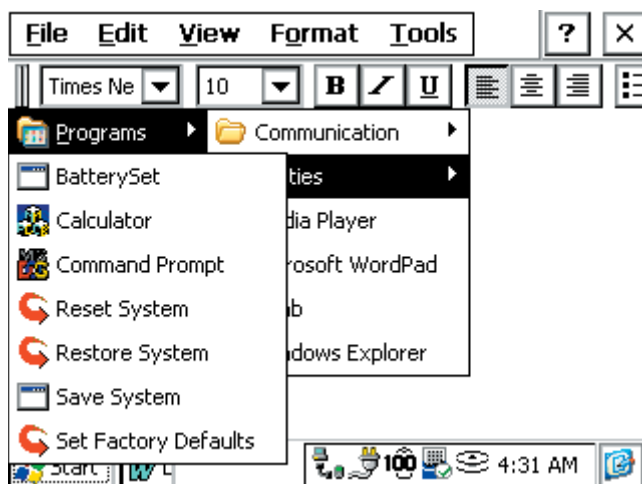 File Edit View Format Tools ? ×
Times Ne 10 B I U
Programs Communication
BatterySet ties
Calculator dia Player
Command Prompt rosoft WordPad
Reset System b
Restore System dows Explorer
Save System
Set Factory Defaults
Start L 100 4:31 AM